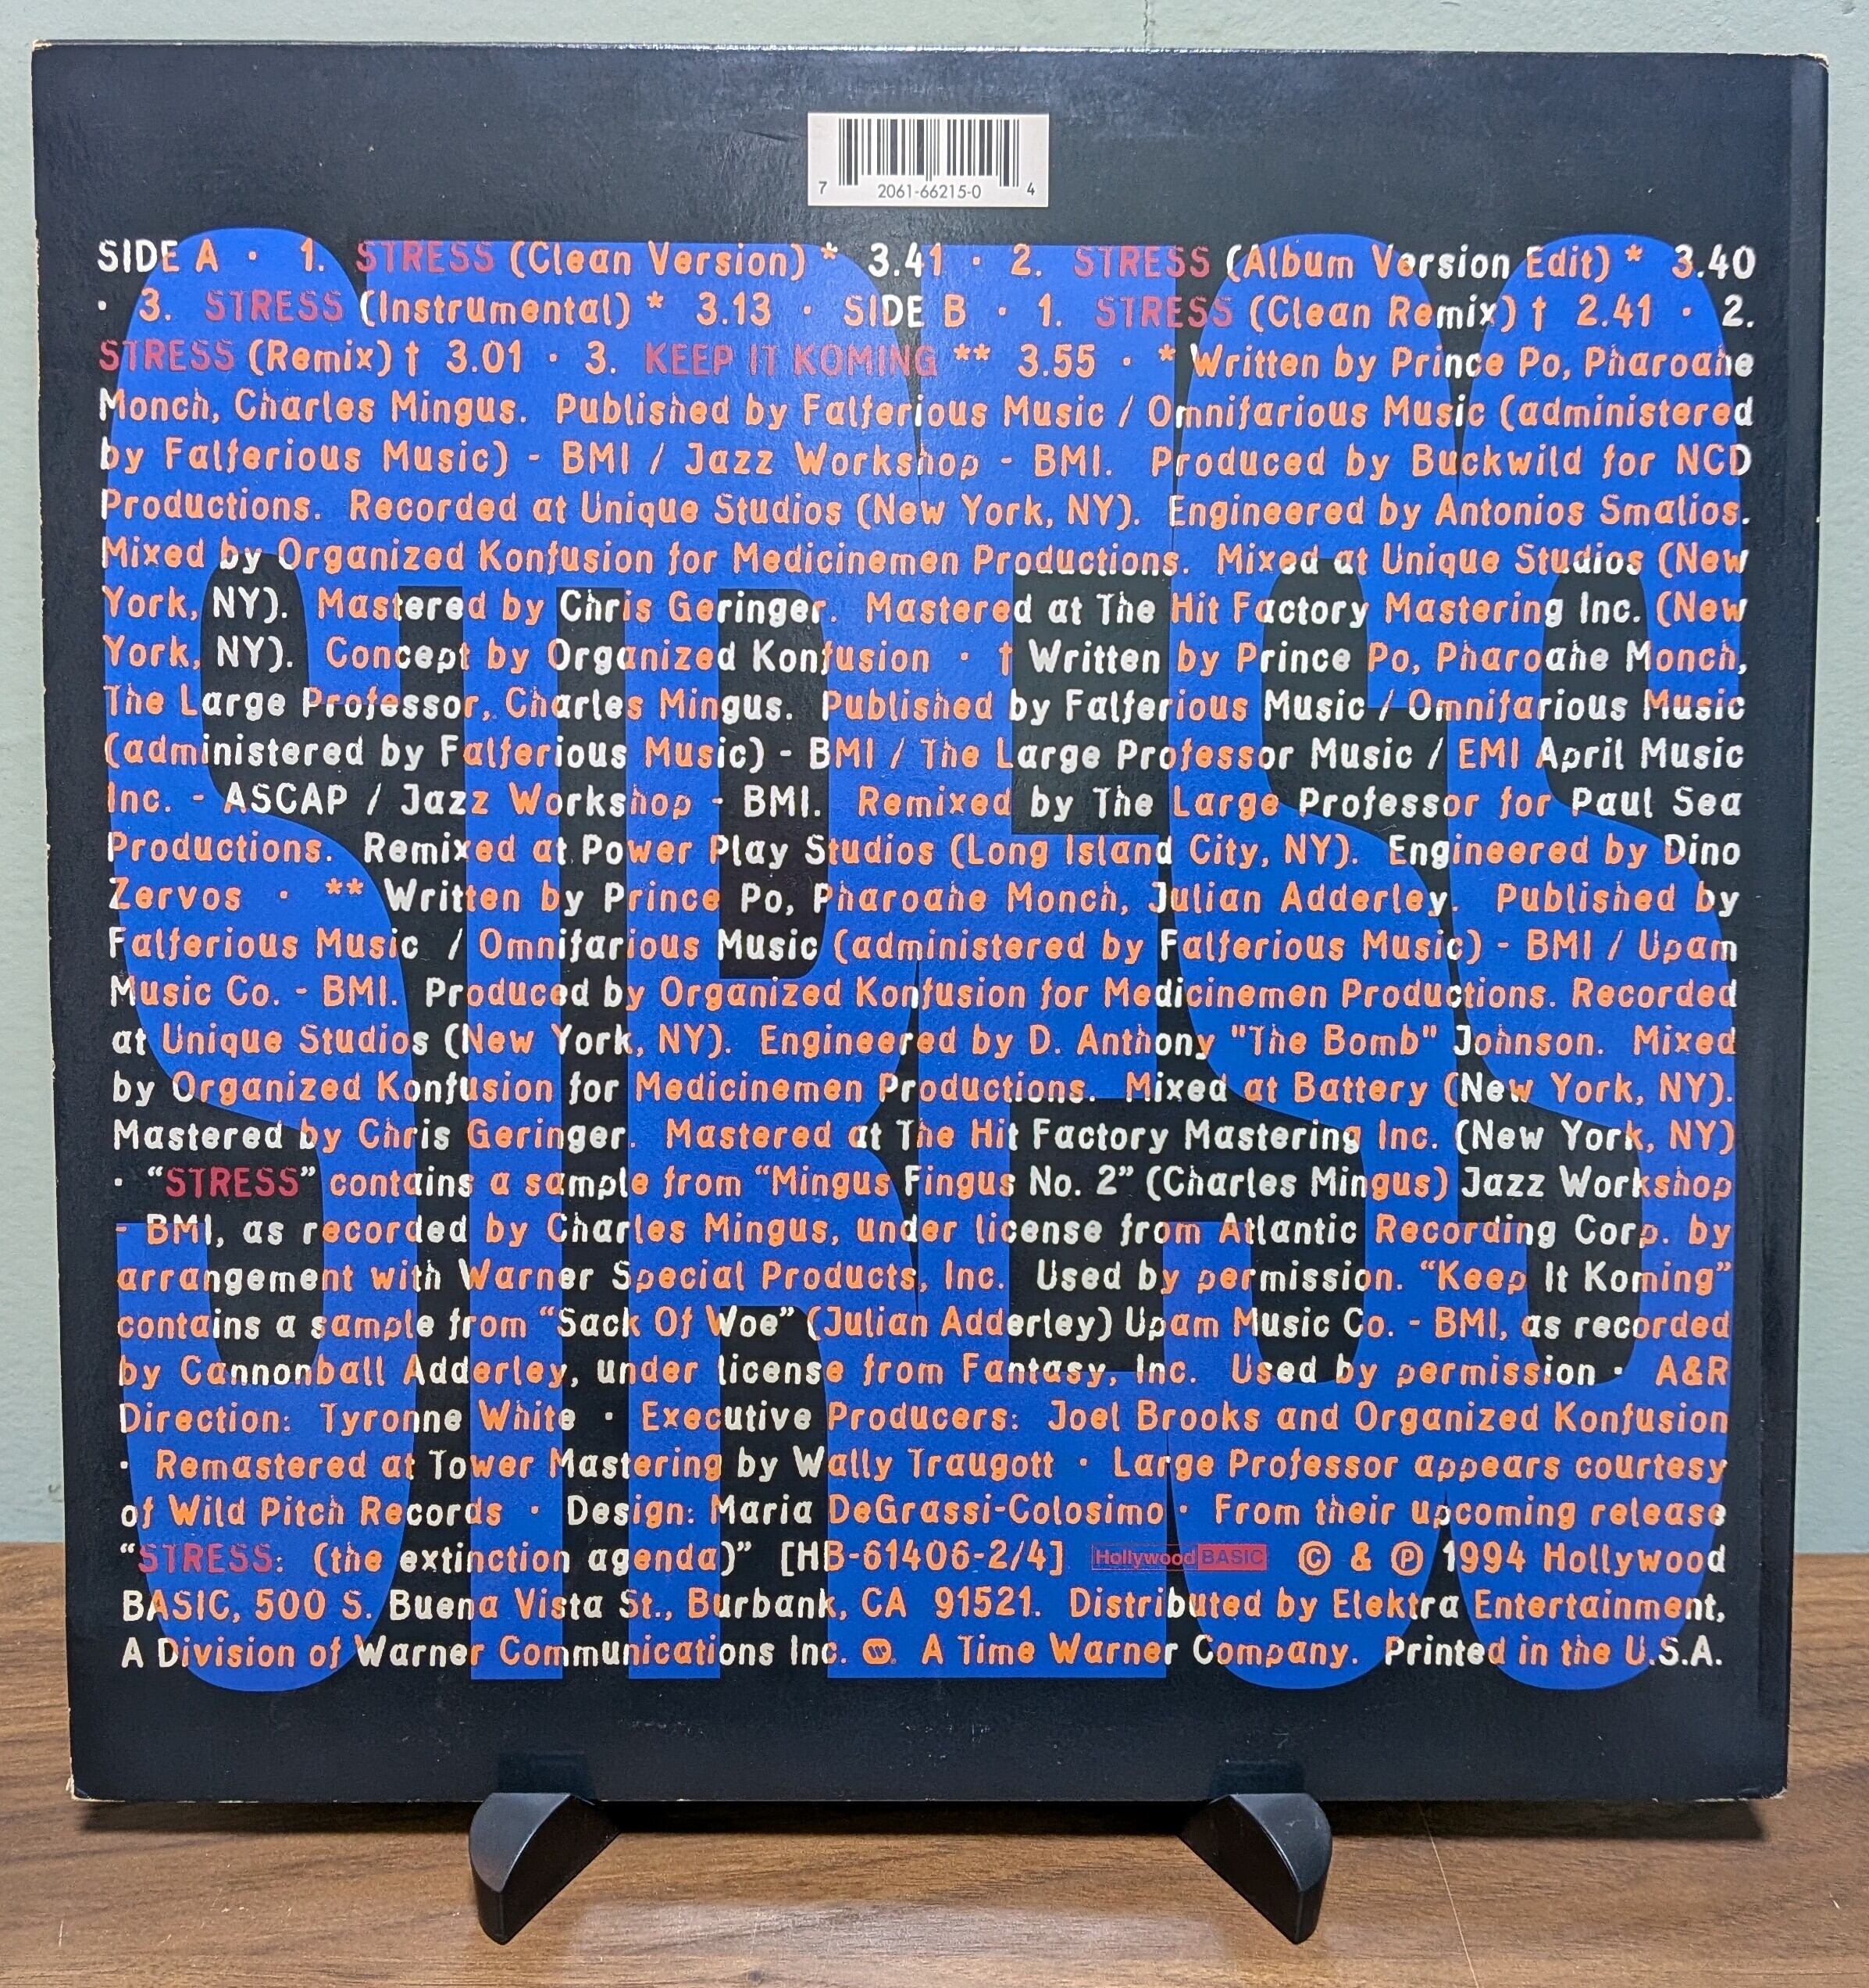 7 2061-66215-0 4
SIDE A · 1. STRESS (Clean Version) * 3.41 · 2. STRESS (Album Version Edit) * 3.40
· 3. STRESS (Instrumental) * 3.13 · SIDE B · 1. STRESS (Clean Remix) † 2.41 · 2.
STRESS (Remix) † 3.01 · 3. KEEP IT KOMING ** 3.55 · * Written by Prince Po, Pharoahe
Monch, Charles Mingus. Published by Falferious Music / Omnifarious Music (administered
by Falferious Music) - BMI / Jazz Workshop - BMI. Produced by Buckwild for NCD
Productions. Recorded at Unique Studios (New York, NY). Engineered by Antonios Smalios.
Mixed by Organized Konfusion for Medicinemen Productions. Mixed at Unique Studios (New
York, NY). Mastered by Chris Geringer. Mastered at The Hit Factory Mastering Inc. (New
York, NY). Concept by Organized Konfusion · † Written by Prince Po, Pharoahe Monch,
The Large Professor, Charles Mingus. Published by Falferious Music / Omnifarious Music
(administered by Falferious Music) - BMI / The Large Professor Music / EMI April Music
Inc. - ASCAP / Jazz Workshop - BMI. Remixed by The Large Professor for Paul Sea
Productions. Remixed at Power Play Studios (Long Island City, NY). Engineered by Dino
Zervos · ** Written by Prince Po, Pharoahe Monch, Julian Adderley. Published by
Falferious Music / Omnifarious Music (administered by Falferious Music) - BMI / Upam
Music Co. - BMI. Produced by Organized Konfusion for Medicinemen Productions. Recorded
at Unique Studios (New York, NY). Engineered by D. Anthony "The Bomb" Johnson. Mixed
by Organized Konfusion for Medicinemen Productions. Mixed at Battery (New York, NY).
Mastered by Chris Geringer. Mastered at The Hit Factory Mastering Inc. (New York, NY)
· “STRESS” contains a sample from “Mingus Fingus No. 2” (Charles Mingus) Jazz Workshop
- BMI, as recorded by Charles Mingus, under license from Atlantic Recording Corp. by
arrangement with Warner Special Products, Inc. Used by permission. “Keep It Koming”
contains a sample from “Sack Of Woe” (Julian Adderley) Upam Music Co. - BMI, as recorded
by Cannonball Adderley, under license from Fantasy, Inc. Used by permission · A&R
Direction: Tyronne White · Executive Producers: Joel Brooks and Organized Konfusion
· Remastered at Tower Mastering by Wally Traugott · Large Professor appears courtesy
of Wild Pitch Records · Design: Maria DeGrassi-Colosimo · From their upcoming release
“STRESS: (the extinction agenda)” [HB-61406-2/4] Hollywood BASIC © & ℗ 1994 Hollywood
BASIC, 500 S. Buena Vista St., Burbank, CA 91521. Distributed by Elektra Entertainment,
A Division of Warner Communications Inc. A Time Warner Company. Printed in the U.S.A.
STRESS